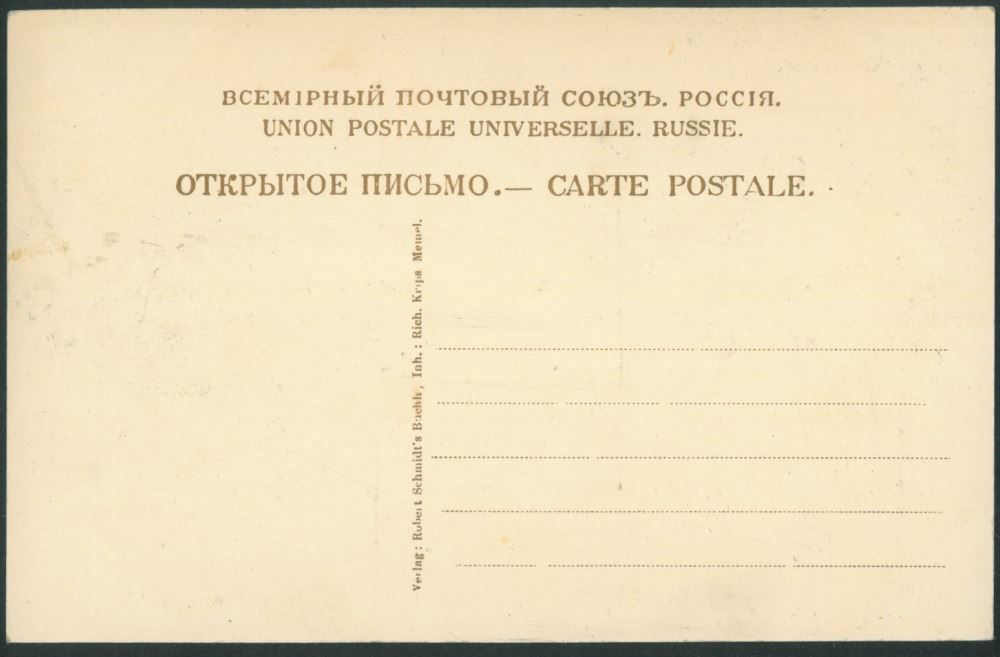 ВСЕМІРНЫЙ ПОЧТОВЫЙ СОЮЗЪ. РОССІЯ.
UNION POSTALE UNIVERSELLE. RUSSIE.
ОТКРЫТОЕ ПИСЬМО.— CARTE POSTALE.
Verlag: Robert Schmidt's Buchh., Inh.: Rich. Krips Memel.